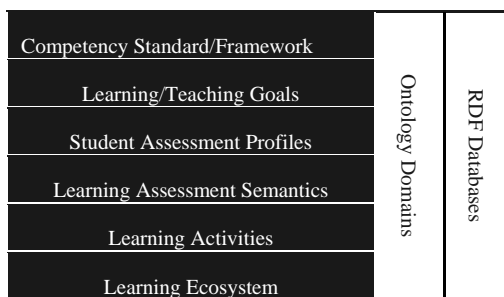 Competency Standard/Framework
Learning/Teaching Goals
Student Assessment Profiles
Learning Assessment Semantics
Learning Activities
Learning Ecosystem
Ontology Domains
RDF Databases